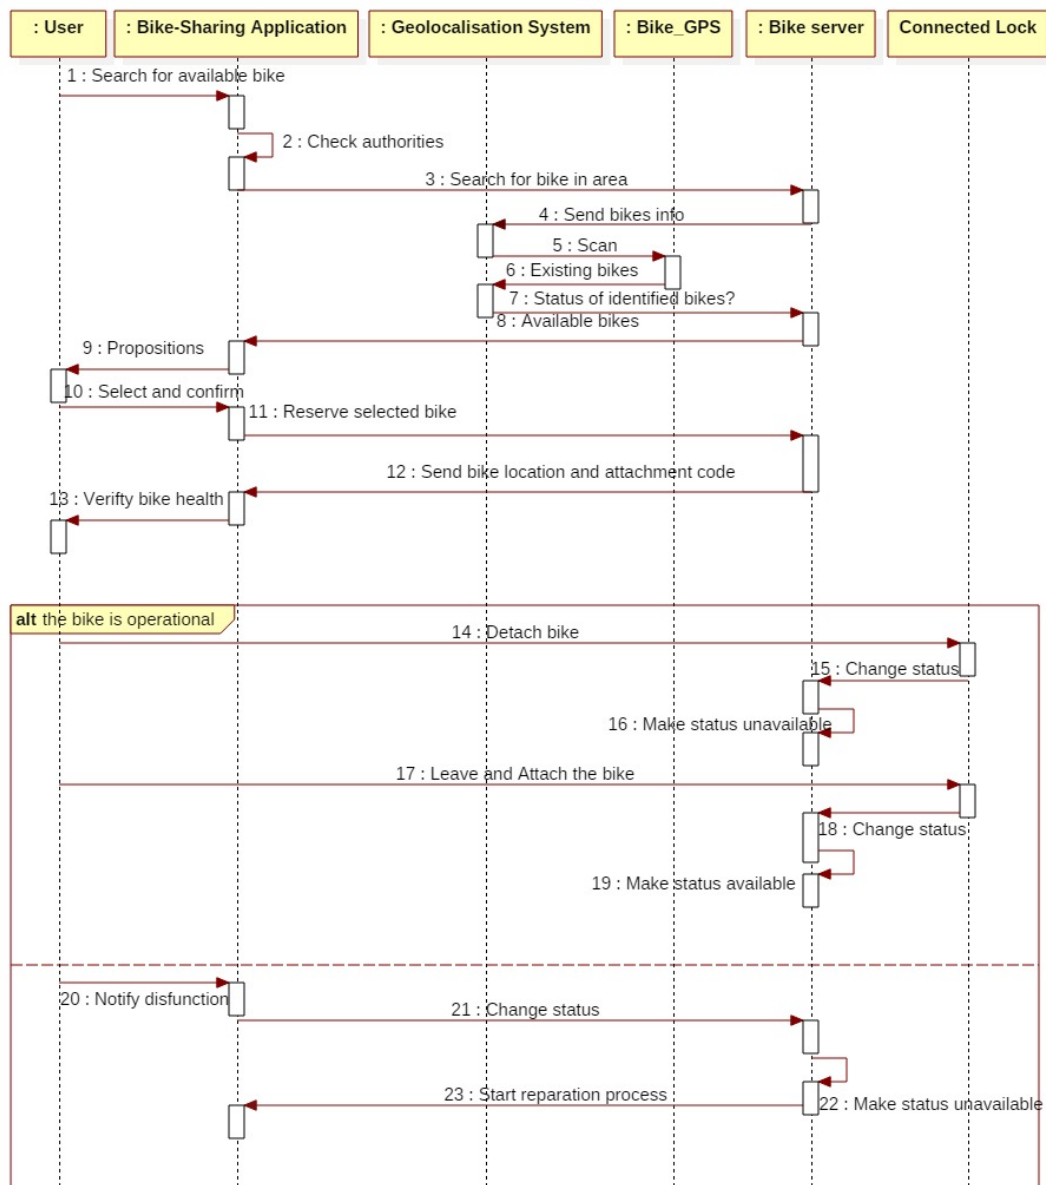 : User
: Bike-Sharing Application
: Geolocalisation System
: Bike_GPS
: Bike server
Connected Lock
1 : Search for available bike
2 : Check authorities
3 : Search for bike in area
4 : Send bikes info
5 : Scan
6 : Existing bikes
7 : Status of identified bikes?
8 : Available bikes
9 : Propositions
10 : Select and confirm
11 : Reserve selected bike
12 : Send bike location and attachment code
13 : Verifty bike health
alt the bike is operational
14 : Detach bike
15 : Change status
16 : Make status unavailable
17 : Leave and Attach the bike
18 : Change status
19 : Make status available
20 : Notify disfunction
21 : Change status
23 : Start reparation process
22 : Make status unavailable